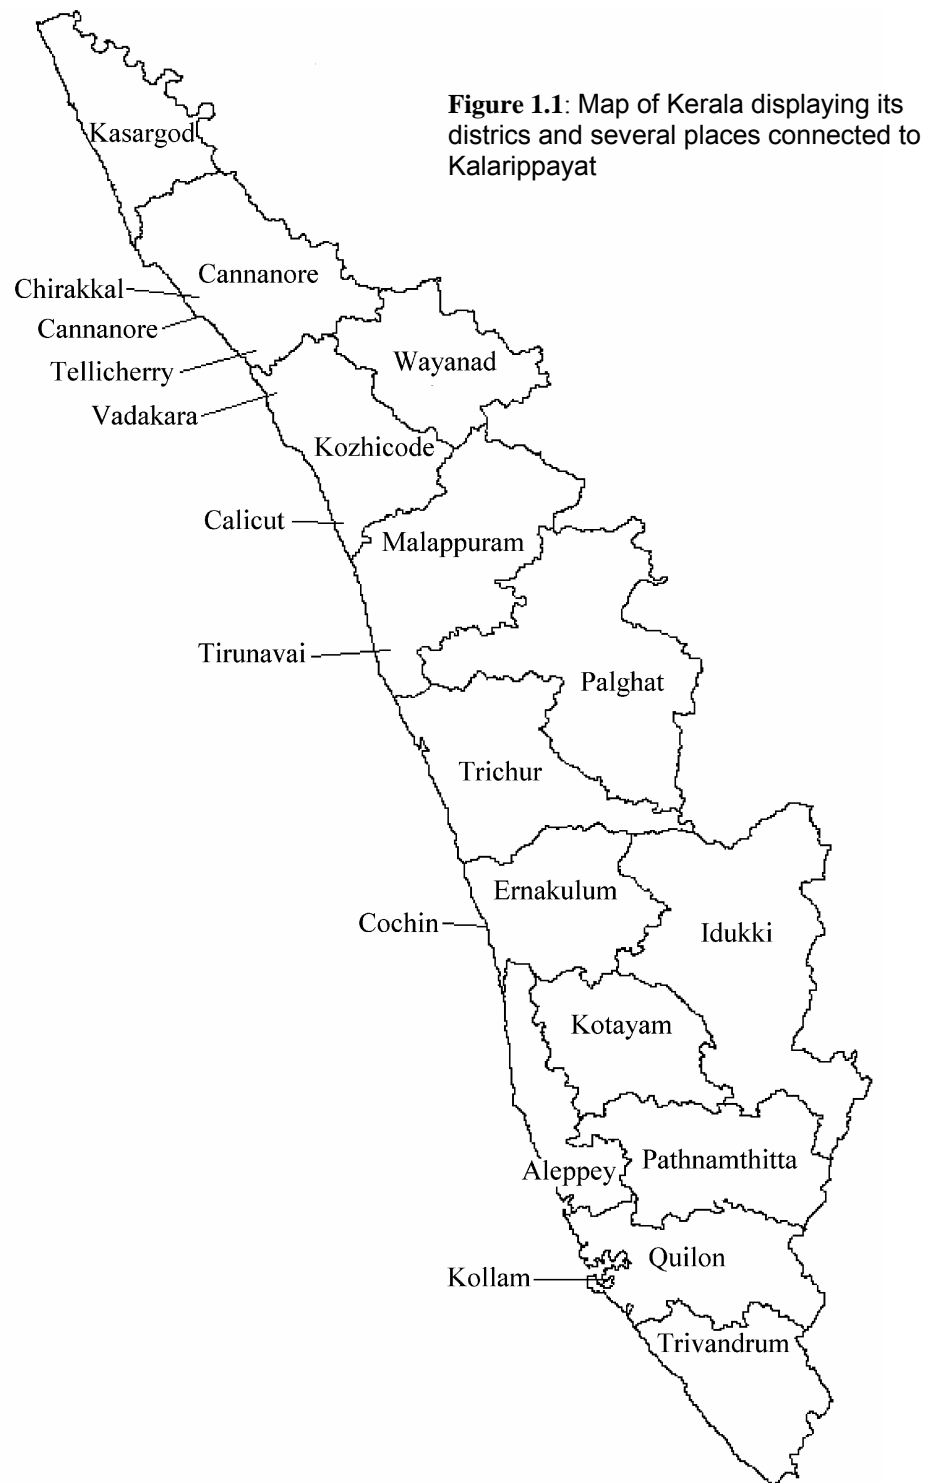 Figure 1.1: Map of Kerala displaying its
districs and several places connected to
Kalarippayat
Kasargod
Cannanore
Chirakkal
Cannanore
Tellicherry
Wayanad
Vadakara
Kozhicode
Calicut
Malappuram
Tirunavai
Palghat
Trichur
Ernakulum
Cochin
Idukki
Kotayam
Aleppey
Pathnamthitta
Quilon
Kollam
Trivandrum